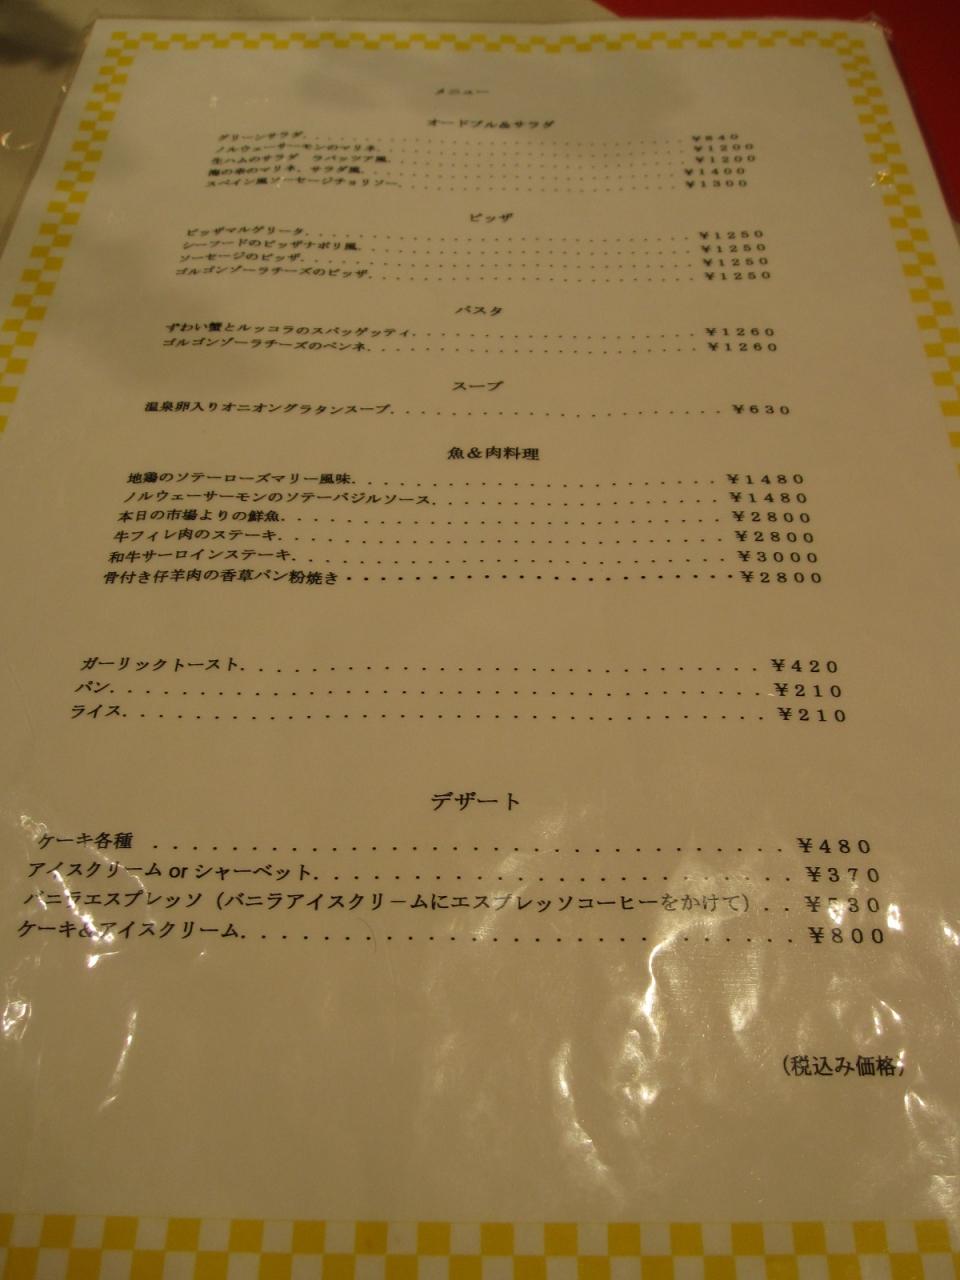 メニュー
オードブル＆サラダ
グリーンサラダ. . . . . . . . . . . . . . . . . . . . . . . . ¥840
ノルウェーサーモンのマリネ. . . . . . . . . . . . . . . . . . . . ¥1200
生ハムのサラダ　ラパッツア風. . . . . . . . . . . . . . . . . . . ¥1200
海の幸のマリネ、サラダ風. . . . . . . . . . . . . . . . . . . . ¥1400
スペイン風ソーセージチョリソー. . . . . . . . . . . . . . . . . . ¥1300
ピッザ
ピッザマルゲリータ. . . . . . . . . . . . . . . . . . . . . . . ¥1250
シーフードのピッザナポリ風. . . . . . . . . . . . . . . . . . . . ¥1250
ソーセージのピッザ. . . . . . . . . . . . . . . . . . . . . . . ¥1250
ゴルゴンゾーラチーズのピッザ. . . . . . . . . . . . . . . . . . . ¥1250
パスタ
ずわい蟹とルッコラのスパッゲッティ. . . . . . . . . . . . . . . . . ¥1260
ゴルゴンゾーラチーズのペンネ. . . . . . . . . . . . . . . . . . . ¥1260
スープ
温泉卵入りオニオングラタンスープ. . . . . . . . . . . . . . . . . . ¥630
魚＆肉料理
地鶏のソテーローズマリー風味. . . . . . . . . . . . . . . . . . . ¥1480
ノルウェーサーモンのソテーバジルソース. . . . . . . . . . . . . . . ¥1480
本日の市場よりの鮮魚. . . . . . . . . . . . . . . . . . . . . . ¥2800
牛フィレ肉のステーキ. . . . . . . . . . . . . . . . . . . . . . ¥2800
和牛サーロインステーキ. . . . . . . . . . . . . . . . . . . . . ¥3000
骨付き仔羊肉の香草パン粉焼き・・・・・・・・・・・・・・・・・・・¥2800
ガーリックトースト. . . . . . . . . . . . . . . . . . . . . . . ¥420
パン. . . . . . . . . . . . . . . . . . . . . . . . . . . . . ¥210
ライス. . . . . . . . . . . . . . . . . . . . . . . . . . . . ¥210
デザート
ケーキ各種 . . . . . . . . . . . . . . . . . . . . . . . . . . ¥480
アイスクリーム or シャーベット. . . . . . . . . . . . . . . . . . . ¥370
バニラエスプレッソ（バニラアイスクリームにエスプレッソコーヒーをかけて）. . ¥530
ケーキ＆アイスクリーム. . . . . . . . . . . . . . . . . . . . . . ¥800
（税込み価格）